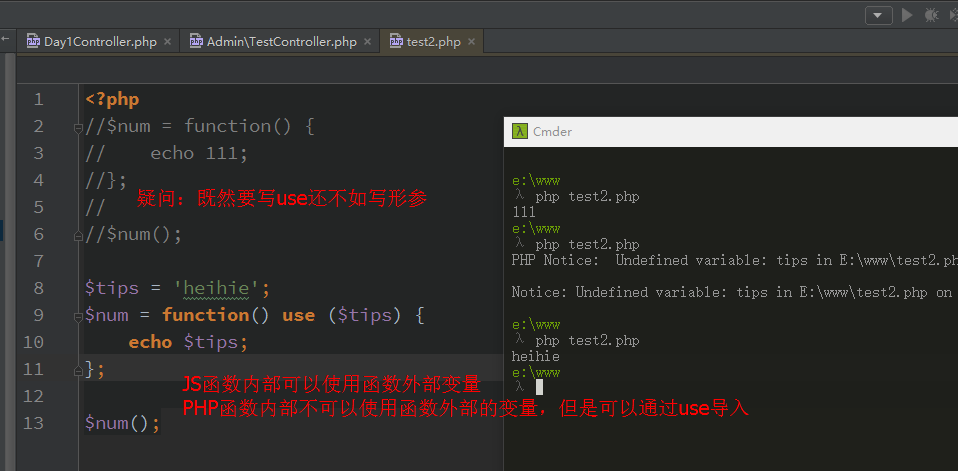 Day1Controller.php × Admin\TestController.php × test2.php ×
1 <?php
2 //$num = function() {
3 //    echo 111;
4 //};
疑问：既然要写use还不如写形参
5 //
6 //$num();
7
8 $tips = 'heihie';
9 $num = function() use ($tips) {
10     echo $tips;
11 };
JS函数内部可以使用函数外部变量
12
PHP函数内部不可以使用函数外部的变量，但是可以通过use导入
13 $num();
λ Cmder
e:\www
λ php test2.php
111
e:\www
λ php test2.php
PHP Notice:  Undefined variable: tips in E:\www\test2.ph
Notice: Undefined variable: tips in E:\www\test2.php on
e:\www
λ php test2.php
heihie
e:\www
λ